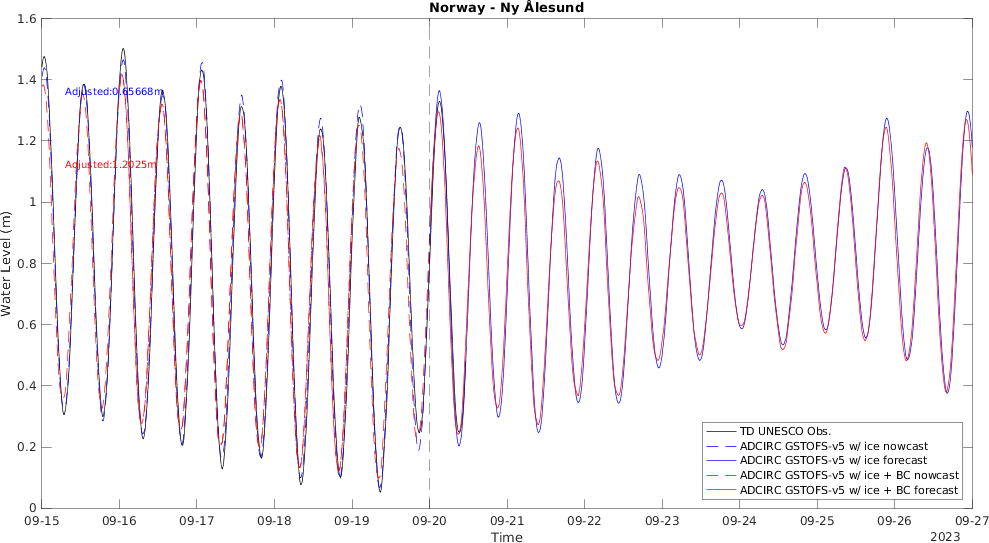 Norway - Ny Ålesund
1.6
1.4
1.2
1
0.8
0.6
0.4
0.2
0
Water Level (m)
Adjusted:0.65668m
Adjusted:1.2025m
TD UNESCO Obs.
ADCIRC GSTOFS-v5 w/ ice nowcast
ADCIRC GSTOFS-v5 w/ ice forecast
ADCIRC GSTOFS-v5 w/ ice + BC nowcast
ADCIRC GSTOFS-v5 w/ ice + BC forecast
09-15 09-16 09-17 09-18 09-19 09-20 09-21 09-22 09-23 09-24 09-25 09-26 09-27
Time
2023